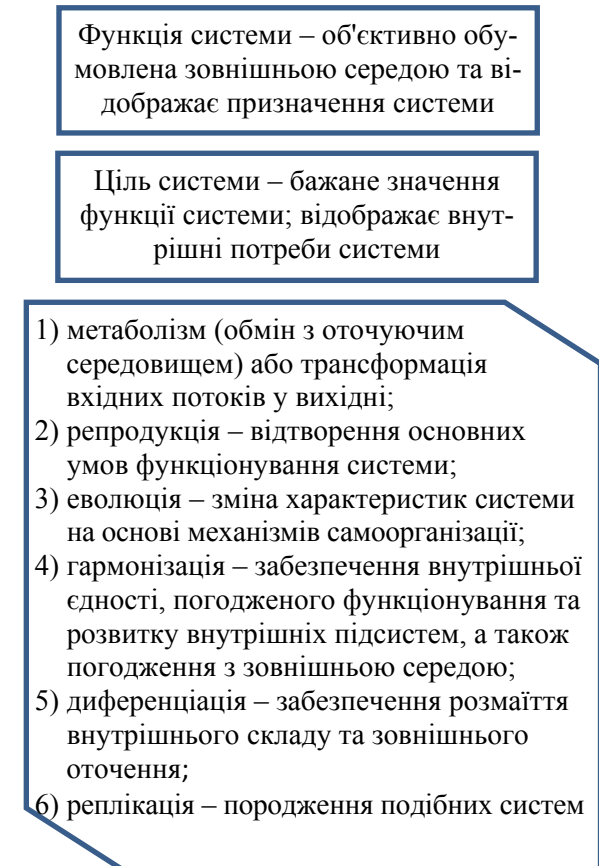 Функція системи – об'єктивно обу-
мовлена зовнішньою середою та ві-
дображає призначення системи
Ціль системи – бажане значення
функції системи; відображає внут-
рішні потреби системи
1) метаболізм (обмін з оточуючим
середовищем) або трансформація
вхідних потоків у вихідні;
2) репродукція – відтворення основних
умов функціонування системи;
3) еволюція – зміна характеристик системи
на основі механізмів самоорганізації;
4) гармонізація – забезпечення внутрішньої
єдності, погодженого функціонування та
розвитку внутрішніх підсистем, а також
погодження з зовнішньою середою;
5) диференціація – забезпечення розмаїття
внутрішнього складу та зовнішнього
оточення;
6) реплікація – породження подібних систем